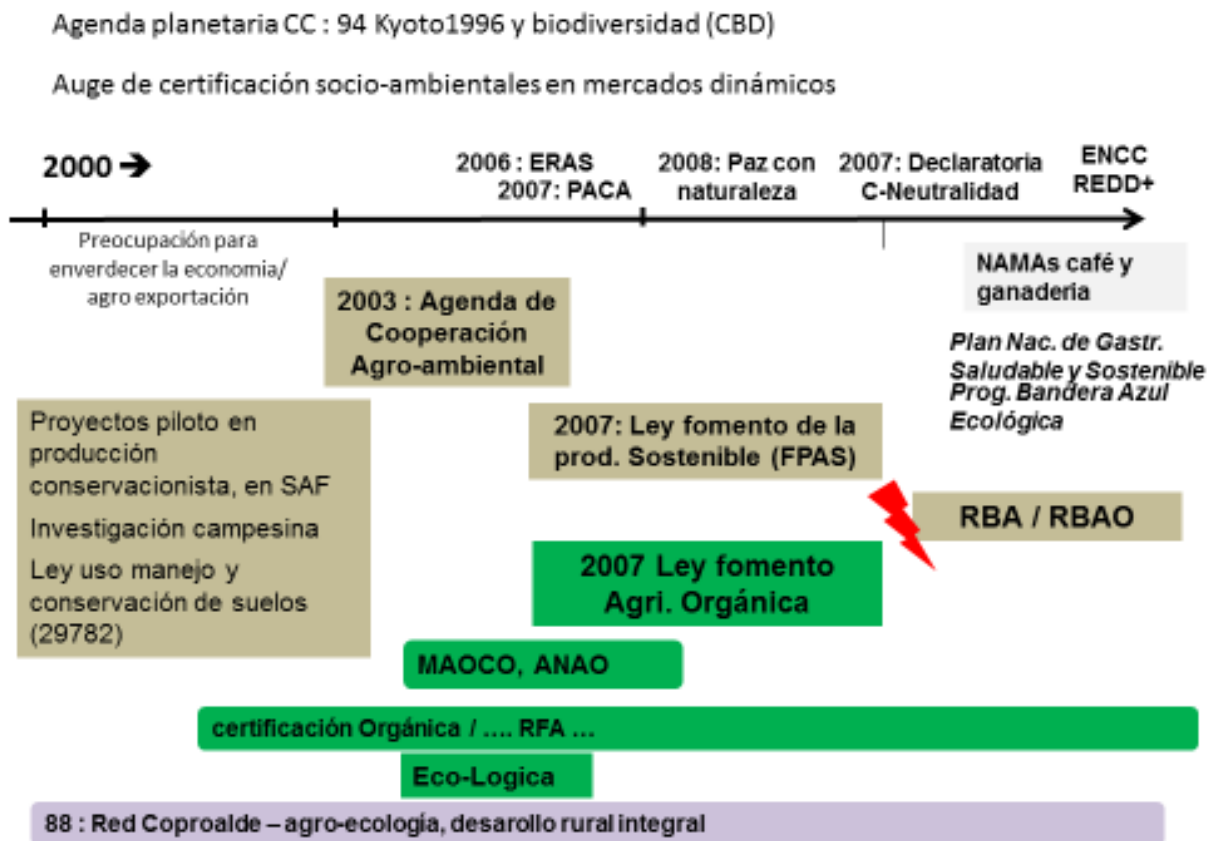 Agenda planetaria CC : 94 Kyoto1996 y biodiversidad (CBD)
Auge de certificación socio-ambientales en mercados dinámicos
2000 →
2006 : ERAS
2007: PACA
2008: Paz con
naturaleza
2007: Declaratoria
C-Neutralidad
ENCC
REDD+
Preocupación para
enverdecer la economia/
agro exportación
NAMAs café y
ganaderia
2003 : Agenda de
Cooperación
Agro-ambiental
Plan Nac. de Gastr.
Saludable y Sostenible
Prog. Bandera Azul
Ecológica
Proyectos piloto en
producción
conservacionista, en SAF
Investigación campesina
Ley uso manejo y
conservación de suelos
(29782)
2007: Ley fomento de la
prod. Sostenible (FPAS)
RBA / RBAO
2007 Ley fomento
Agri. Orgánica
MAOCO, ANAO
certificación Orgánica / .... RFA ...
Eco-Logica
88 : Red Coproalde – agro-ecología, desarollo rural integral